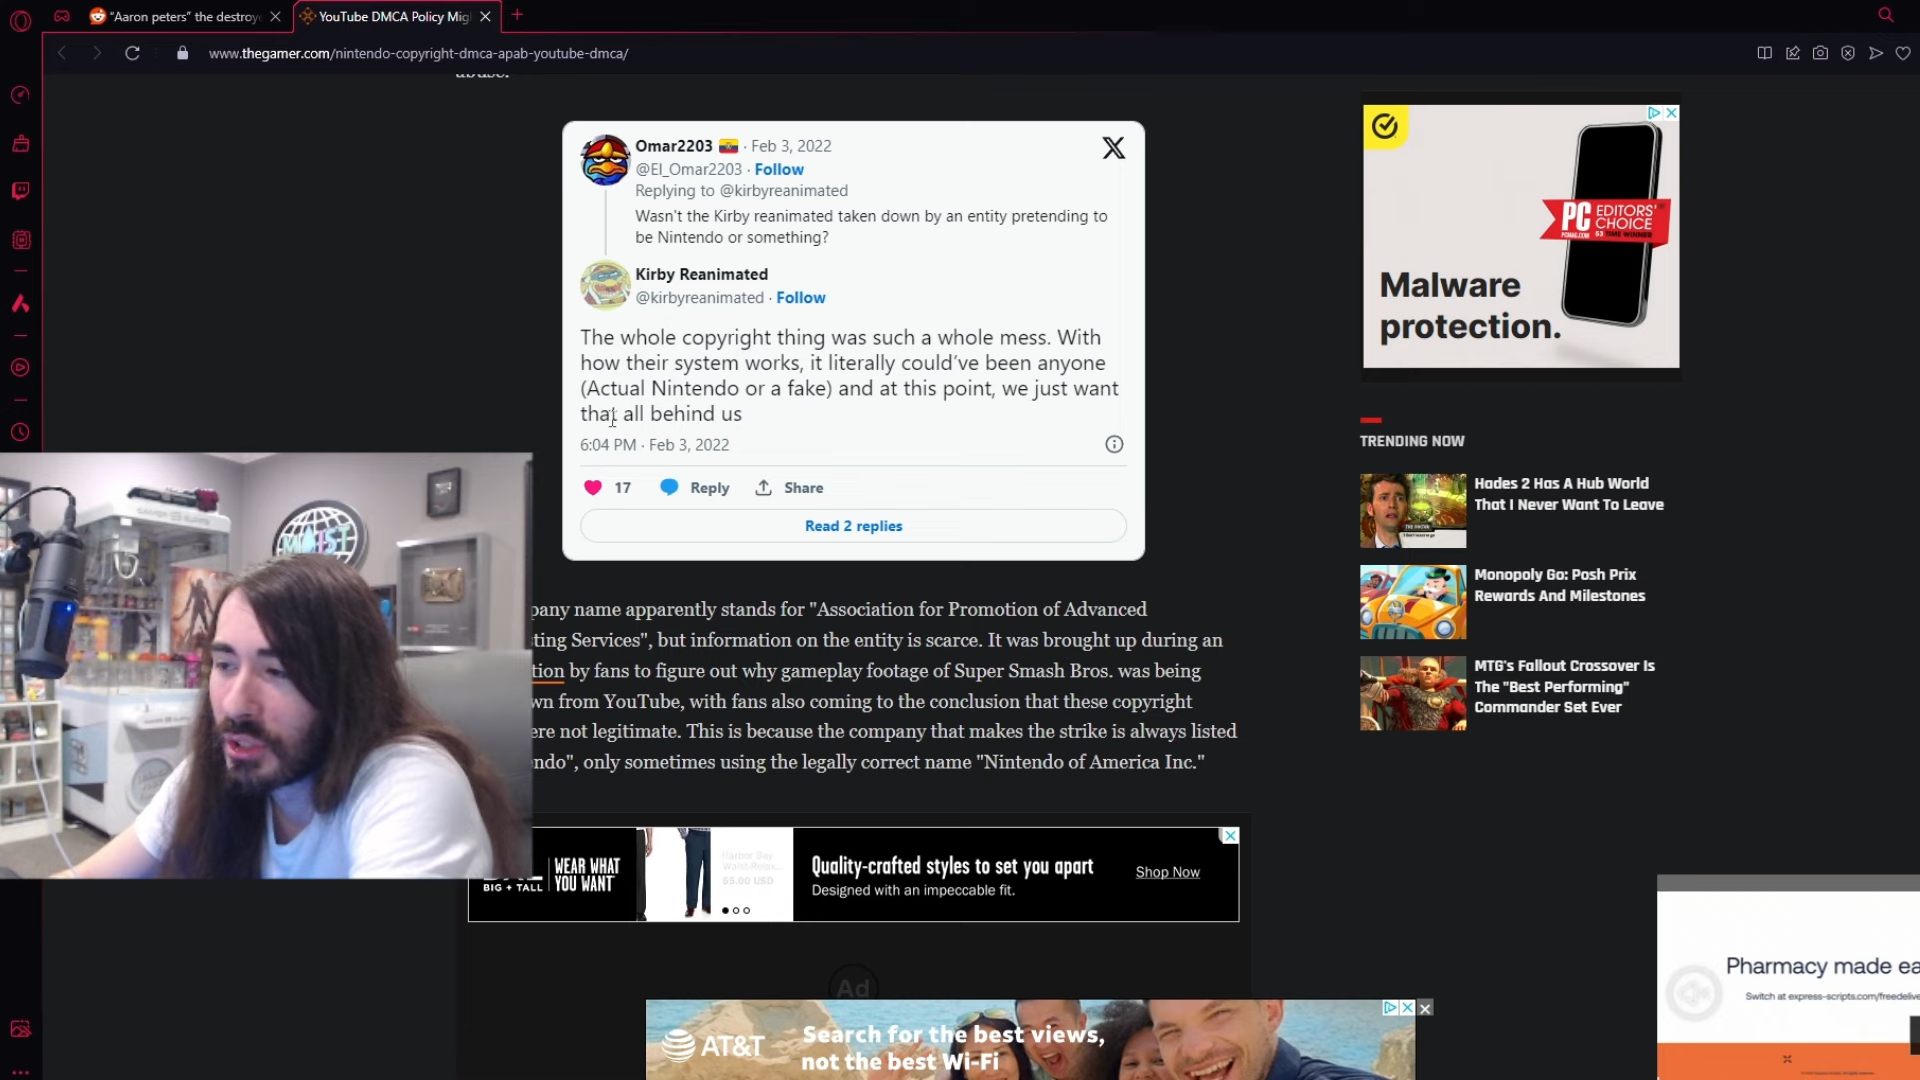 "Aaron peters" the destroye
YouTube DMCA Policy Mig
www.thegamer.com/nintendo-copyright-dmca-apab-youtube-dmca/
abuse.
Omar2203 · Feb 3, 2022
@El_Omar2203 · Follow
Replying to @kirbyreanimated
Wasn't the Kirby reanimated taken down by an entity pretending to
be Nintendo or something?
Kirby Reanimated
@kirbyreanimated · Follow
The whole copyright thing was such a whole mess. With
how their system works, it literally could've been anyone
(Actual Nintendo or a fake) and at this point, we just want
that all behind us
6:04 PM · Feb 3, 2022
17 Reply Share
Read 2 replies
pany name apparently stands for "Association for Promotion of Advanced
ting Services", but information on the entity is scarce. It was brought up during an
tion by fans to figure out why gameplay footage of Super Smash Bros. was being
wn from YouTube, with fans also coming to the conclusion that these copyright
ere not legitimate. This is because the company that makes the strike is always listed
endo", only sometimes using the legally correct name "Nintendo of America Inc."
MOIST
PC EDITORS'
CHOICE
Malware
protection.
TRENDING NOW
Hades 2 Has A Hub World
That I Never Want To Leave
Monopoly Go: Posh Prix
Rewards And Milestones
MTG's Fallout Crossover Is
The "Best Performing"
Commander Set Ever
BIG + TALL
WEAR WHAT
YOU WANT
Quality-crafted styles to set you apart
Designed with an impeccable fit.
Shop Now
Ad
AT&T
Search for the best views,
not the best Wi-Fi
Pharmacy made ea
Switch at express-scripts.com/freedelive